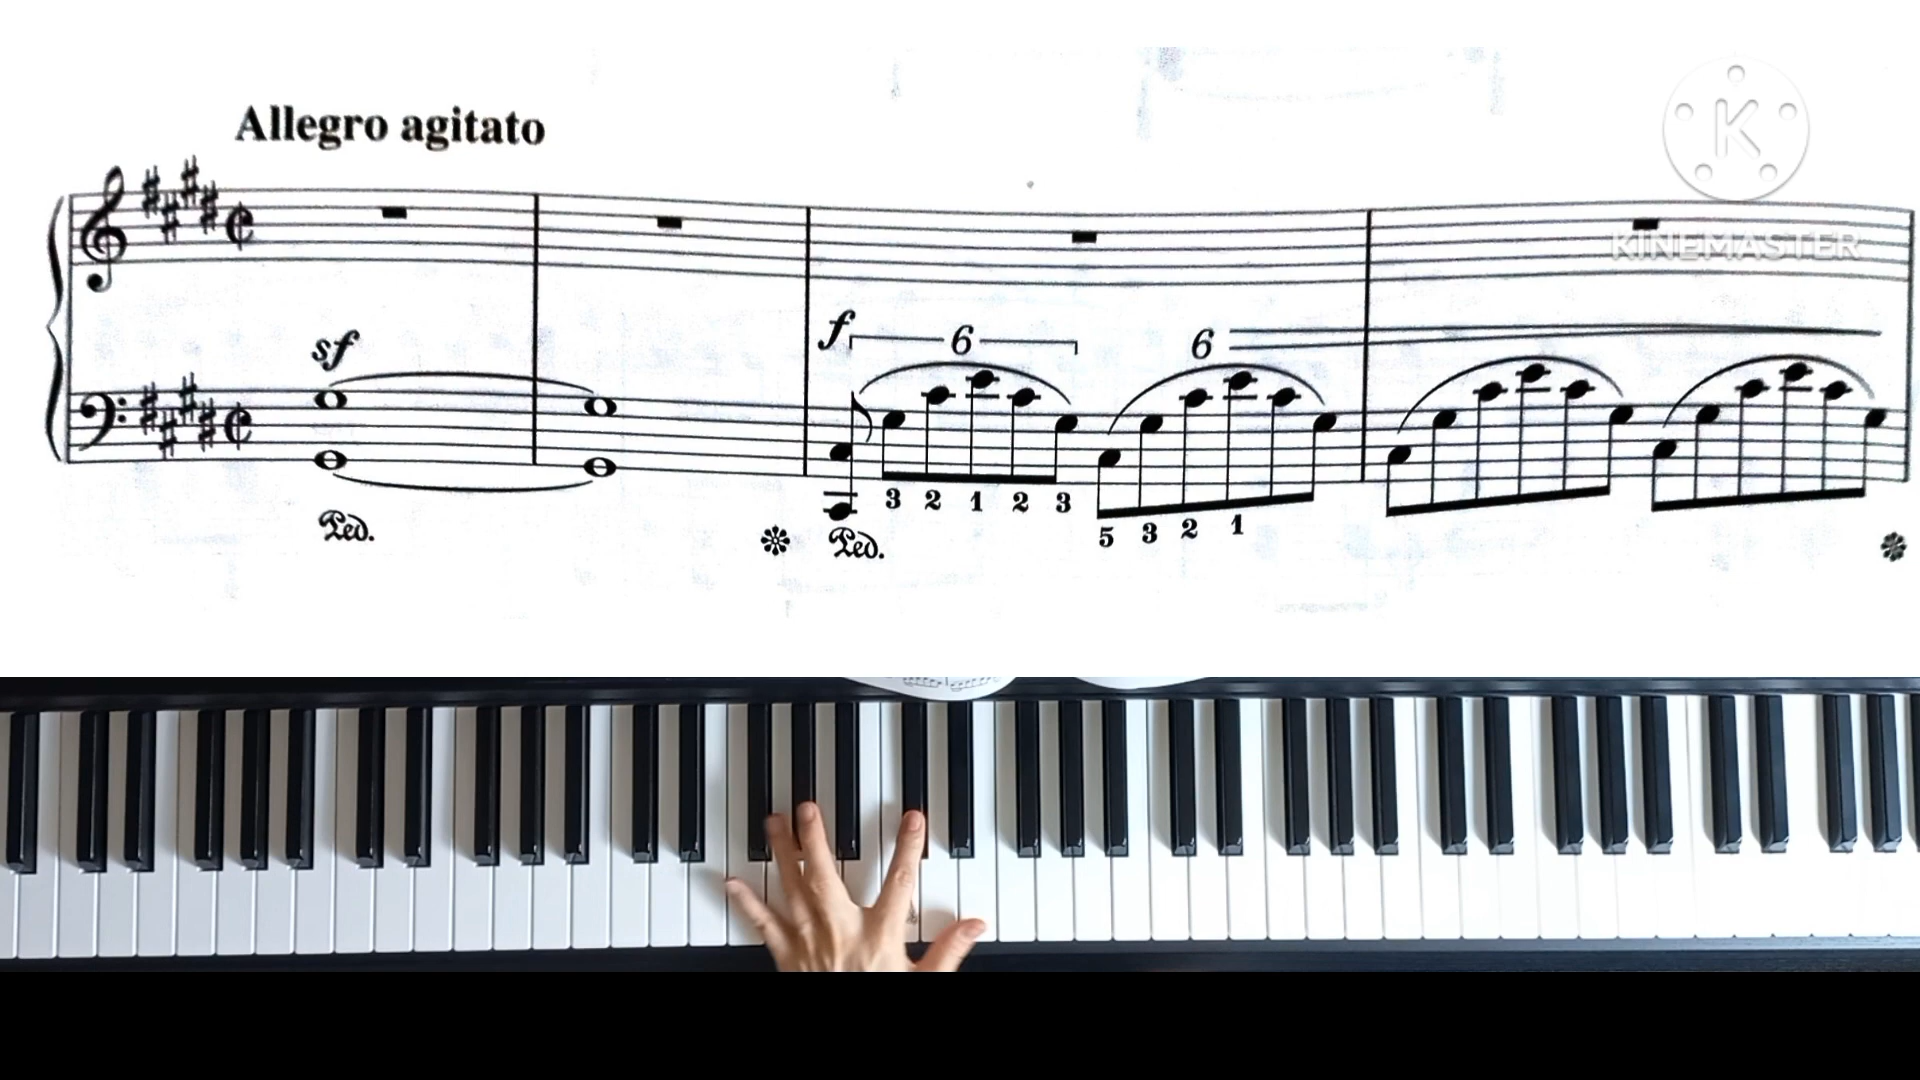 Allegro agitato
K
KINEMASTER
sf
f 6 6
3 2 1 2 3
5 3 2 1
Ped. Ped.